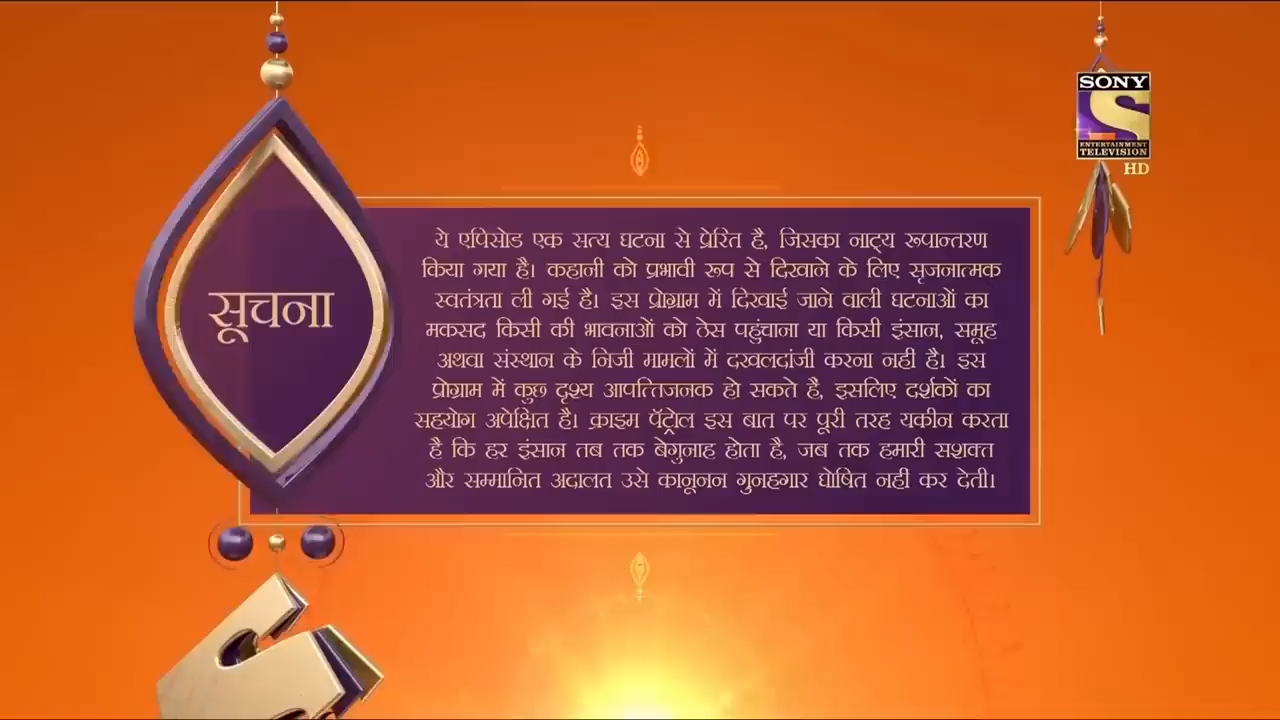 सूचना
ये एपिसोड एक सत्य घटना से प्रेरित है, जिसका नाट्य रूपान्तरण
किया गया है। कहानी को प्रभावी रूप से दिखाने के लिए सृजनात्मक
स्वतंत्रता ली गई है। इस प्रोग्राम में दिखाई जाने वाली घटनाओं का
मकसद किसी की भावनाओं को ठेस पहुंचाना या किसी इंसान, समूह
अथवा संस्थान के निजी मामलों में दखलदांजी करना नहीं है। इस
प्रोग्राम में कुछ दृश्य आपत्तिजनक हो सकते है, इसलिए दर्शकों का
सहयोग अपेक्षित है। क्राइम पॅट्रोल इस बात पर पूरी तरह यकीन करता
है कि हर इंसान तब तक बेगुनाह होता है, जब तक हमारी सशक्त
और सम्मानित अदालत उसे कानूनन गुनहगार घोषित नहीं कर देती।
SONY
ENTERTAINMENT
TELEVISION
HD